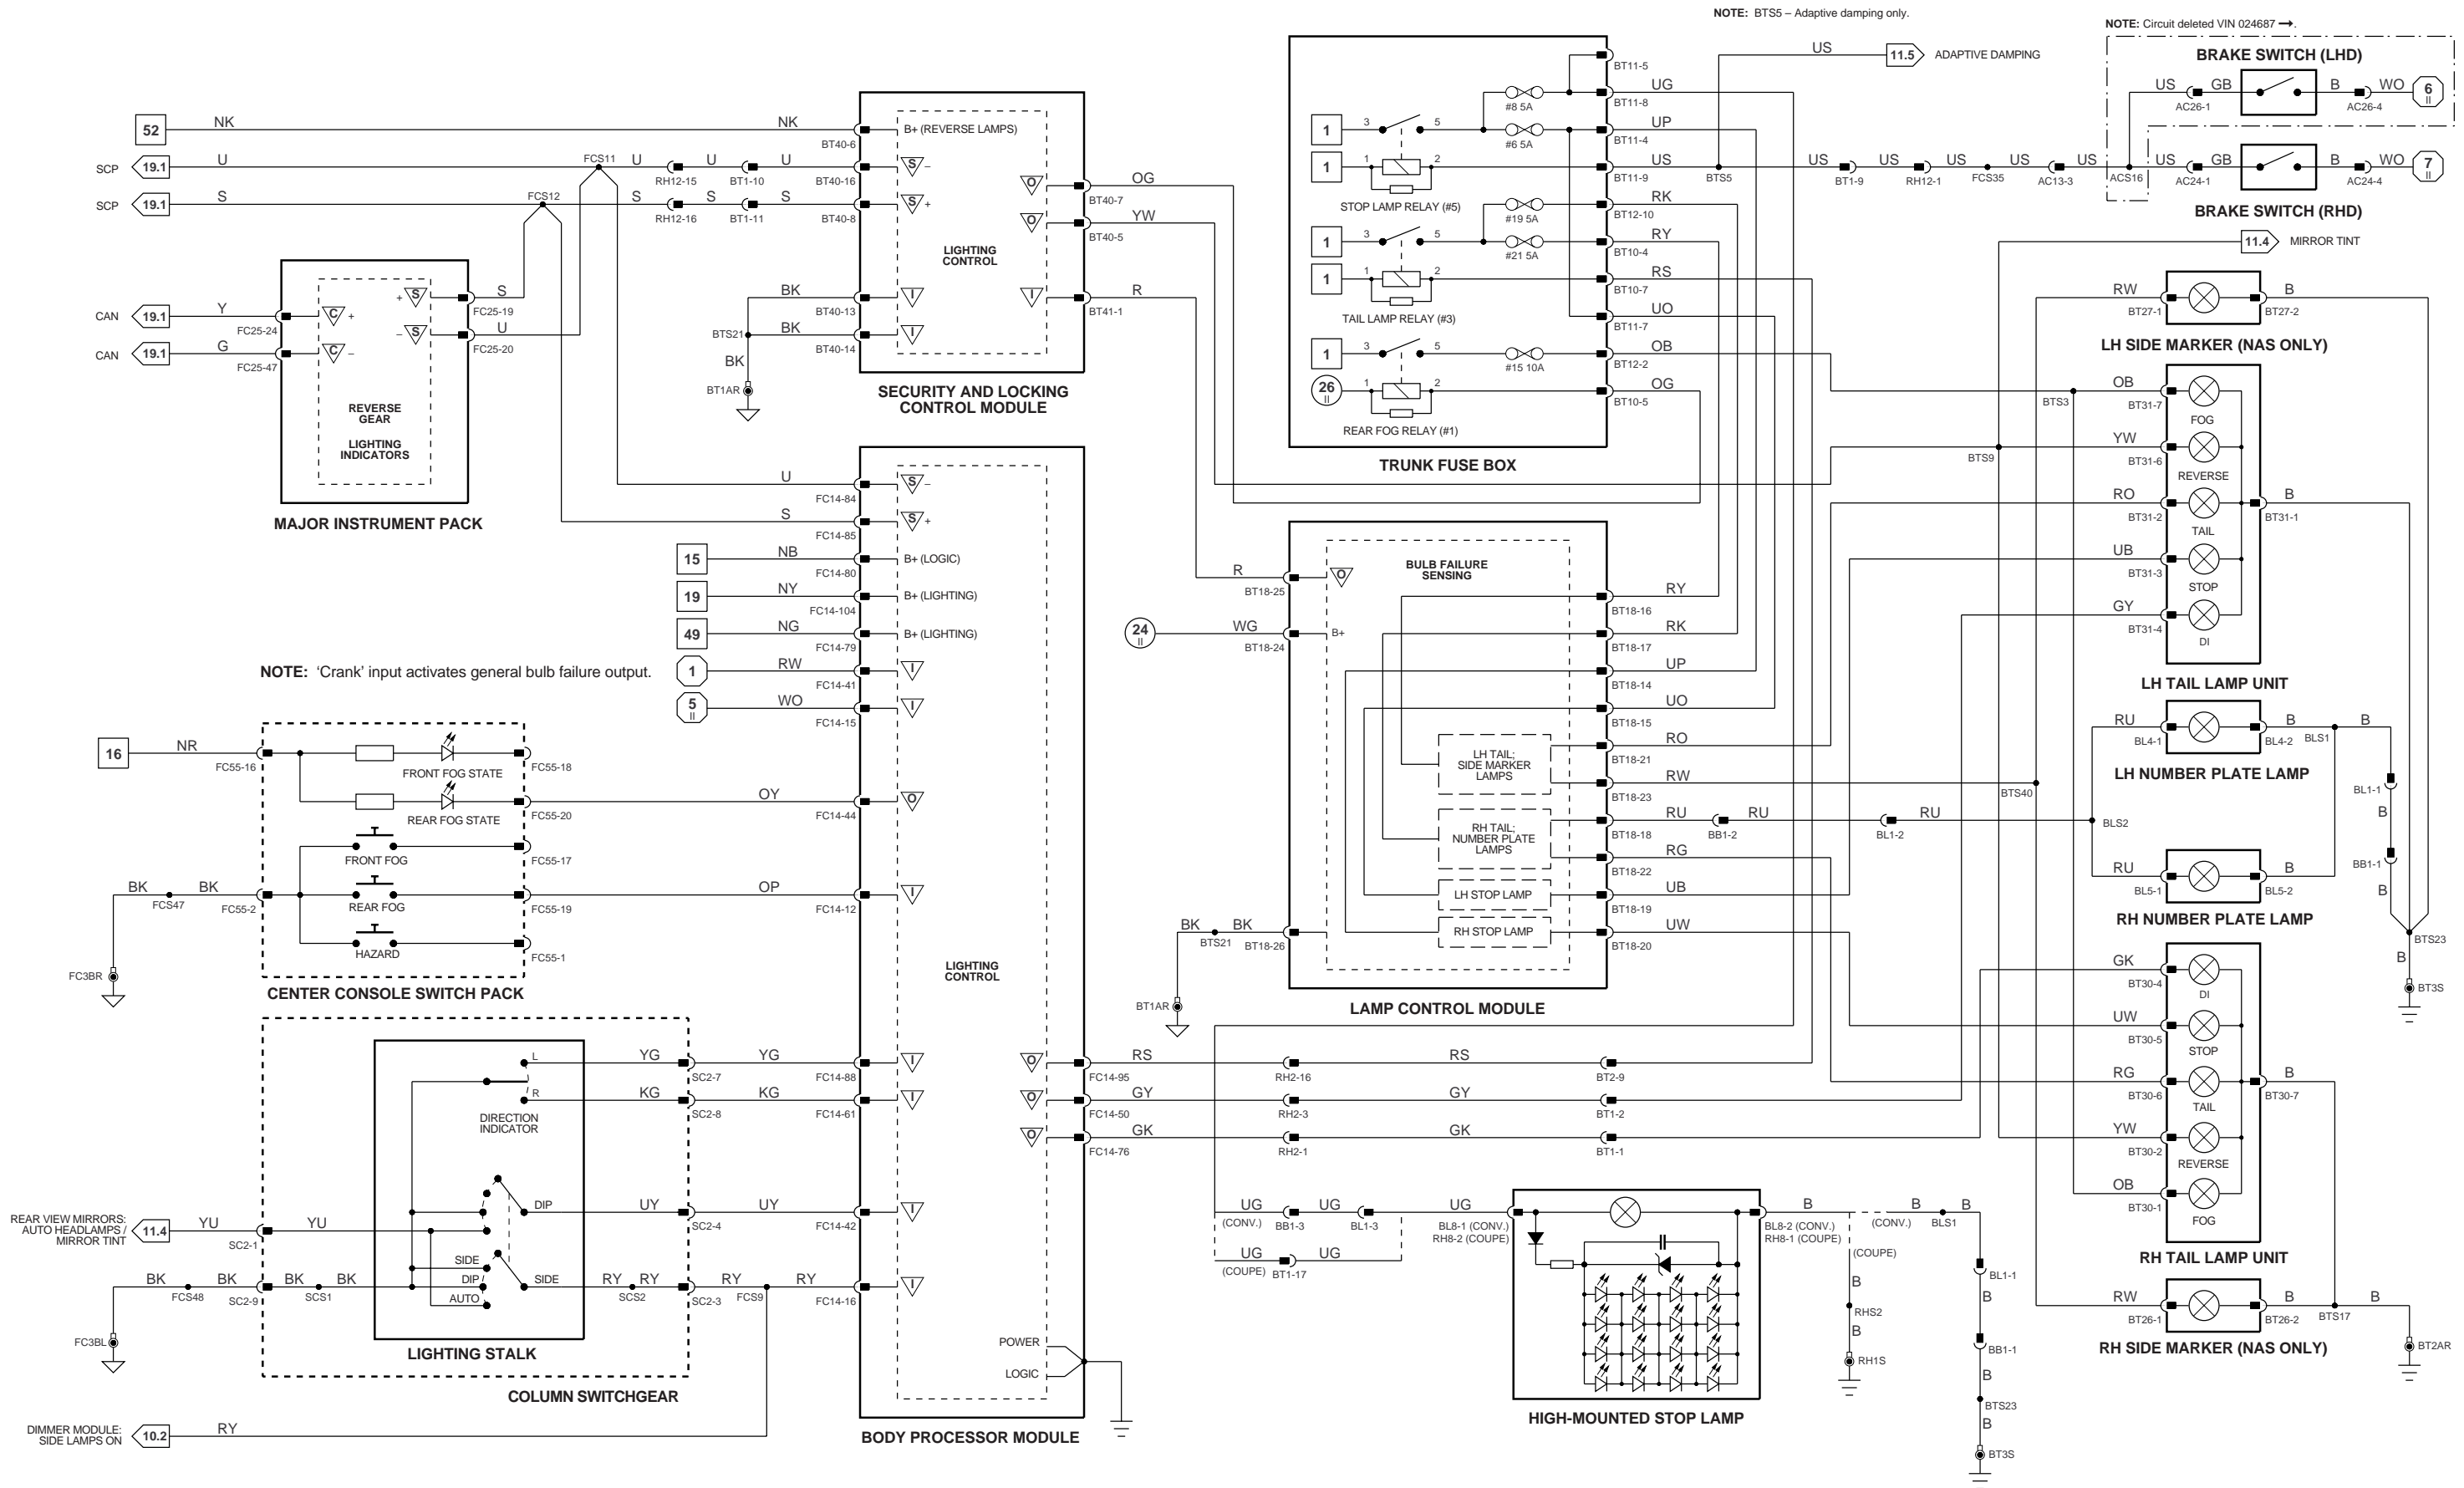 NOTE: BTS5 – Adaptive damping only.
NOTE: Circuit deleted VIN 024687 →.
52
NK
NK
BT40-6
B+ (REVERSE LAMPS)
SCP
19.1
U
FCS11
U
RH12-15
U
BT1-10
U
BT40-16
S
–
SCP
19.1
S
FCS12
S
RH12-16
S
BT1-11
S
BT40-8
S
+
O
BT40-7
OG
O
BT40-5
YW
LIGHTING
CONTROL
BK
BT40-13
I
I
BT41-1
R
BTS21
BK
BT40-14
I
BK
BT1AR
SECURITY AND LOCKING
CONTROL MODULE
CAN
19.1
Y
FC25-24
C
+
CAN
19.1
G
FC25-47
C
–
+
S
FC25-19
S
–
S
FC25-20
U
REVERSE
GEAR
LIGHTING
INDICATORS
MAJOR INSTRUMENT PACK
BT11-5
#8 5A
BT11-8
UG
1
3
5
#6 5A
BT11-4
UP
1
1
2
BT11-9
US
STOP LAMP RELAY (#5)
#19 5A
BT12-10
RK
1
3
5
#21 5A
BT10-4
RY
1
1
2
BT10-7
RS
TAIL LAMP RELAY (#3)
BT11-7
UO
1
3
5
#15 10A
BT12-2
OB
26
II
1
2
BT10-5
OG
REAR FOG RELAY (#1)
TRUNK FUSE BOX
US
11.5
ADAPTIVE DAMPING
BTS5
US
BT1-9
US
RH12-1
US
FCS35
US
AC13-3
US
ACS16
BRAKE SWITCH (LHD)
US
AC26-1
GB
B
AC26-4
WO
6
II
US
AC24-1
GB
B
AC24-4
WO
7
II
BRAKE SWITCH (RHD)
11.4
MIRROR TINT
RW
BT27-1
B
BT27-2
LH SIDE MARKER (NAS ONLY)
BTS3
OB
BT31-7
FOG
BTS9
YW
BT31-6
REVERSE
RO
BT31-2
TAIL
B
BT31-1
UB
BT31-3
STOP
GY
BT31-4
DI
LH TAIL LAMP UNIT
U
FC14-84
S
–
S
FC14-85
S
+
15
NB
FC14-80
B+ (LOGIC)
19
NY
FC14-104
B+ (LIGHTING)
49
NG
FC14-79
B+ (LIGHTING)
1
RW
FC14-41
I
5
II
WO
FC14-15
I
NOTE: ‘Crank’ input activates general bulb failure output.
16
NR
FC55-16
FRONT FOG STATE
FC55-18
REAR FOG STATE
FC55-20
OY
FC14-44
O
FRONT FOG
FC55-17
BK
FCS47
BK
FC55-2
REAR FOG
FC55-19
OP
FC14-12
I
HAZARD
FC55-1
FC3BR
CENTER CONSOLE SWITCH PACK
LIGHTING
CONTROL
R
BT18-25
O
24
II
WG
BT18-24
B+
BULB FAILURE
SENSING
BT18-16
RY
BT18-17
RK
BT18-14
UP
BT18-15
UO
LH TAIL;
SIDE MARKER
LAMPS
BT18-21
RO
BT18-23
RW
BTS40
RH TAIL;
NUMBER PLATE
LAMPS
BT18-18
RU
BB1-2
RU
BL1-2
RU
BLS2
BT18-22
RG
LH STOP LAMP
BT18-19
UB
RH STOP LAMP
BT18-20
UW
BK
BTS21
BK
BT18-26
BT1AR
LAMP CONTROL MODULE
RU
BL4-1
B
BL4-2
BLS1
B
LH NUMBER PLATE LAMP
BL1-1
B
BB1-1
B
RU
BL5-1
B
BL5-2
RH NUMBER PLATE LAMP
BTS23
B
BT3S
GK
BT30-4
DI
UW
BT30-5
STOP
RG
BT30-6
TAIL
B
BT30-7
YW
BT30-2
REVERSE
OB
BT30-1
FOG
RH TAIL LAMP UNIT
RW
BT26-1
B
BT26-2
BTS17
B
BT2AR
RH SIDE MARKER (NAS ONLY)
L
YG
SC2-7
YG
FC14-88
I
R
KG
SC2-8
KG
FC14-61
I
DIRECTION
INDICATOR
O
FC14-95
RS
RH2-16
RS
BT2-9
O
FC14-50
GY
RH2-3
GY
BT1-2
O
FC14-76
GK
RH2-1
GK
BT1-1
DIP
UY
SC2-4
UY
FC14-42
I
REAR VIEW MIRRORS:
AUTO HEADLAMPS /
MIRROR TINT
11.4
YU
SC2-1
YU
SIDE
DIP
AUTO
BK
FCS48
BK
SC2-9
BK
SCS1
BK
SIDE
RY
SCS2
RY
SC2-3
RY
FCS9
RY
FC14-16
I
FC3BL
LIGHTING STALK
COLUMN SWITCHGEAR
DIMMER MODULE:
SIDE LAMPS ON
10.2
RY
POWER
LOGIC
BODY PROCESSOR MODULE
UG
(CONV.)
BB1-3
UG
BL1-3
UG
BL8-1 (CONV.)
RH8-2 (COUPE)
UG
(COUPE)
BT1-17
UG
BL8-2 (CONV.)
RH8-1 (COUPE)
B
(CONV.)
B
BLS1
B
(COUPE)
B
RHS2
B
RH1S
BL1-1
B
BB1-1
B
BTS23
B
BT3S
HIGH-MOUNTED STOP LAMP